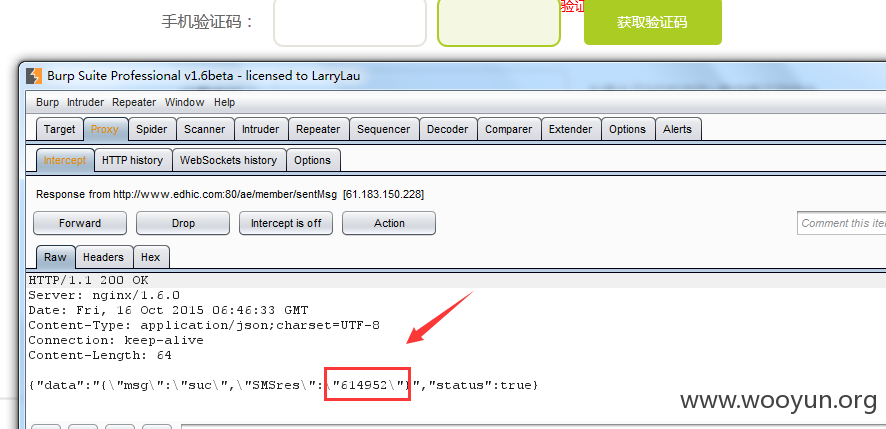 手机验证码：
验证码
获取验证码
Burp Suite Professional v1.6beta - licensed to LarryLau
Burp Intruder Repeater Window Help
Target Proxy Spider Scanner Intruder Repeater Sequencer Decoder Comparer Extender Options Alerts
Intercept HTTP history WebSockets history Options
Response from http://www.edhic.com:80/ae/member/sentMsg [61.183.150.228]
Forward Drop Intercept is off Action Comment this ite
Raw Headers Hex
HTTP/1.1 200 OK
Server: nginx/1.6.0
Date: Fri, 16 Oct 2015 06:46:33 GMT
Content-Type: application/json;charset=UTF-8
Connection: keep-alive
Content-Length: 64
{"data":"{\"msg\":\"suc\",\"SMSres\":\"614952\"}","status":true}
www.wooyun.org